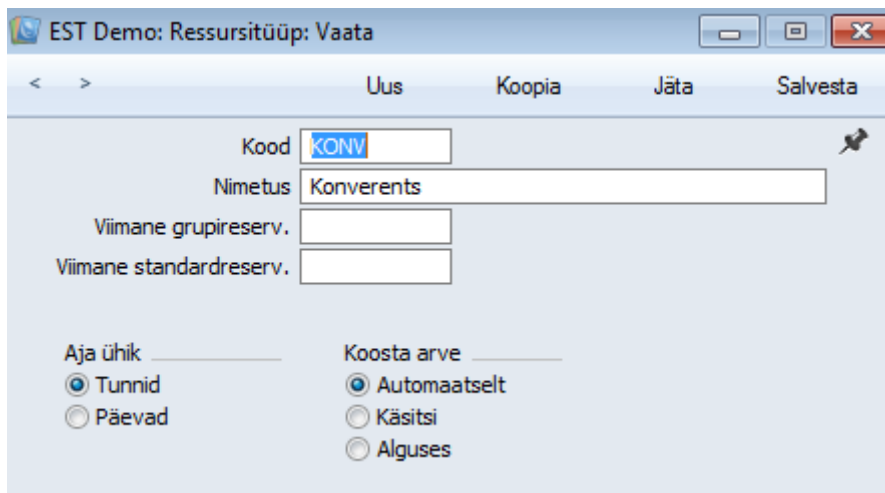 EST Demo: Ressursitüüp: Vaata
< > Uus Koopia Jäta Salvesta
Kood KONV
Nimetus Konverents
Viimane grupireserv.
Viimane standardreserv.
Aja ühik Koosta arve
Tunnid Automaatselt
Päevad Käsitsi
Alguses